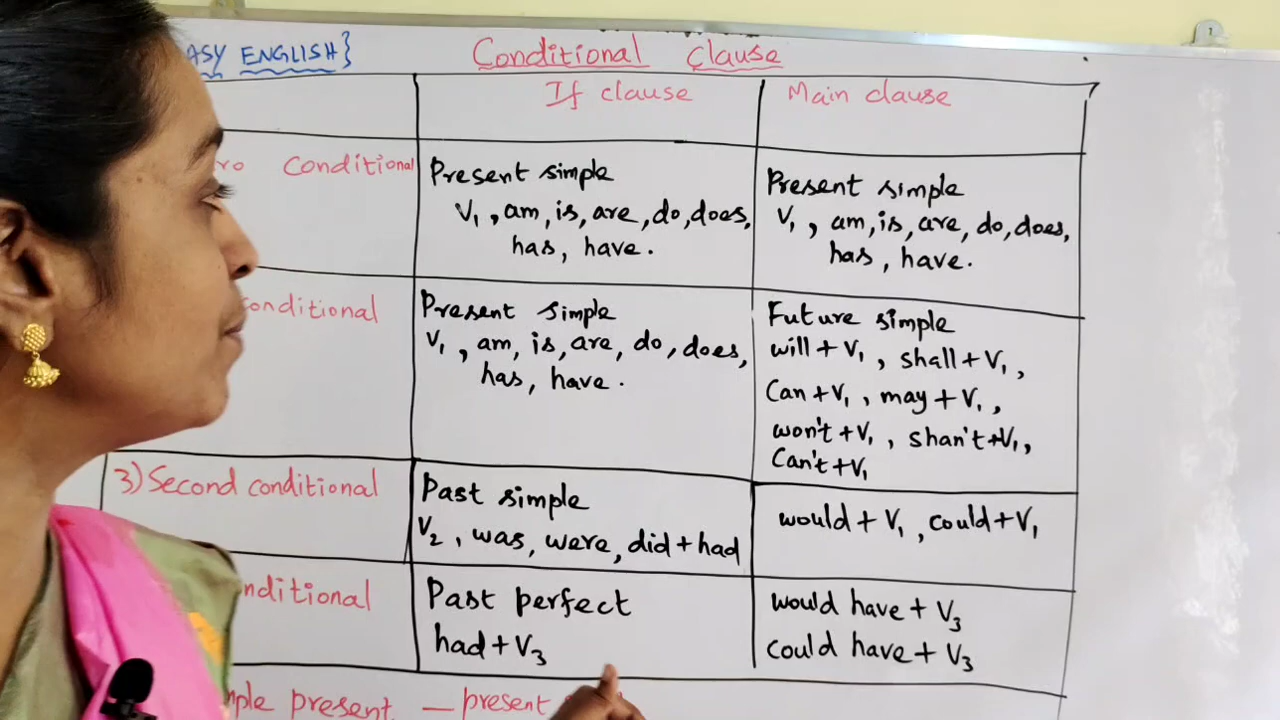 ASY ENGLISH}
Conditional Clause
If clause
Main clause
ro Conditional
Present simple
V₁, am, is, are, do, does,
has, have.
Present simple
V₁, am, is, are, do, does,
has, have.
conditional
Present simple
V₁, am, is, are, do, does,
has, have.
Future simple
will + V₁, shall + V₁,
Can + V₁, may + V₁,
won't + V₁, shan't + V₁,
Can't + V₁
3) Second conditional
Past simple
V₂, was, were, did + had
would + V₁, could + V₁
nditional
Past perfect
had + V₃
would have + V₃
could have + V₃
mple present — present